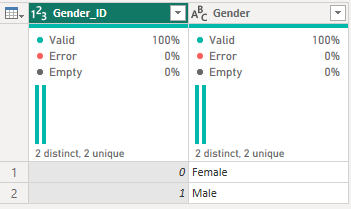 1²3 Gender_ID
ABC Gender
Valid 100%
Error 0%
Empty 0%
2 distinct, 2 unique
Valid 100%
Error 0%
Empty 0%
2 distinct, 2 unique
1 0 Female
2 1 Male